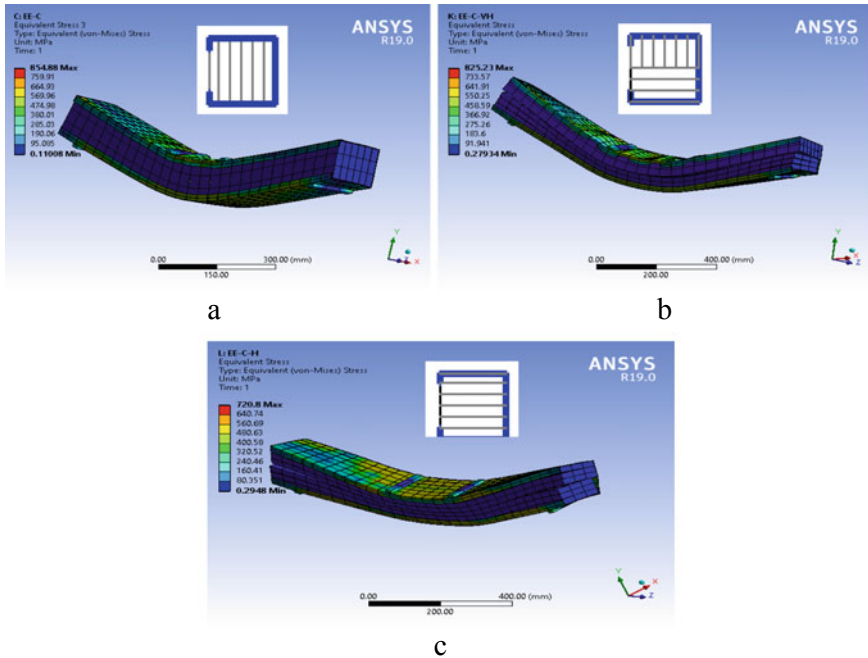 C: EE-C
Equivalent Stress 3
Type: Equivalent (von-Mises) Stress
Unit: MPa
Time: 1
854.88 Max
759.91
664.93
569.96
474.98
380.01
285.03
190.06
95.085
0.11008 Min
ANSYS
R19.0
0.00
300.00 (mm)
150.00
Y
Z
X
a
K: EE-C-VH
Equivalent Stress
Type: Equivalent (von-Mises) Stress
Unit: MPa
Time: 1
825.23 Max
733.57
641.91
550.25
458.59
366.92
275.26
183.6
91.941
0.27934 Min
ANSYS
R19.0
0.00
400.00 (mm)
200.00
Y
X
Z
b
L: EE-C-H
Equivalent Stress
Type: Equivalent (von-Mises) Stress
Unit: MPa
Time: 1
720.8 Max
640.74
560.69
480.63
400.58
320.52
240.46
160.41
80.351
0.2948 Min
ANSYS
R19.0
0.00
400.00 (mm)
200.00
Y
X
Z
c